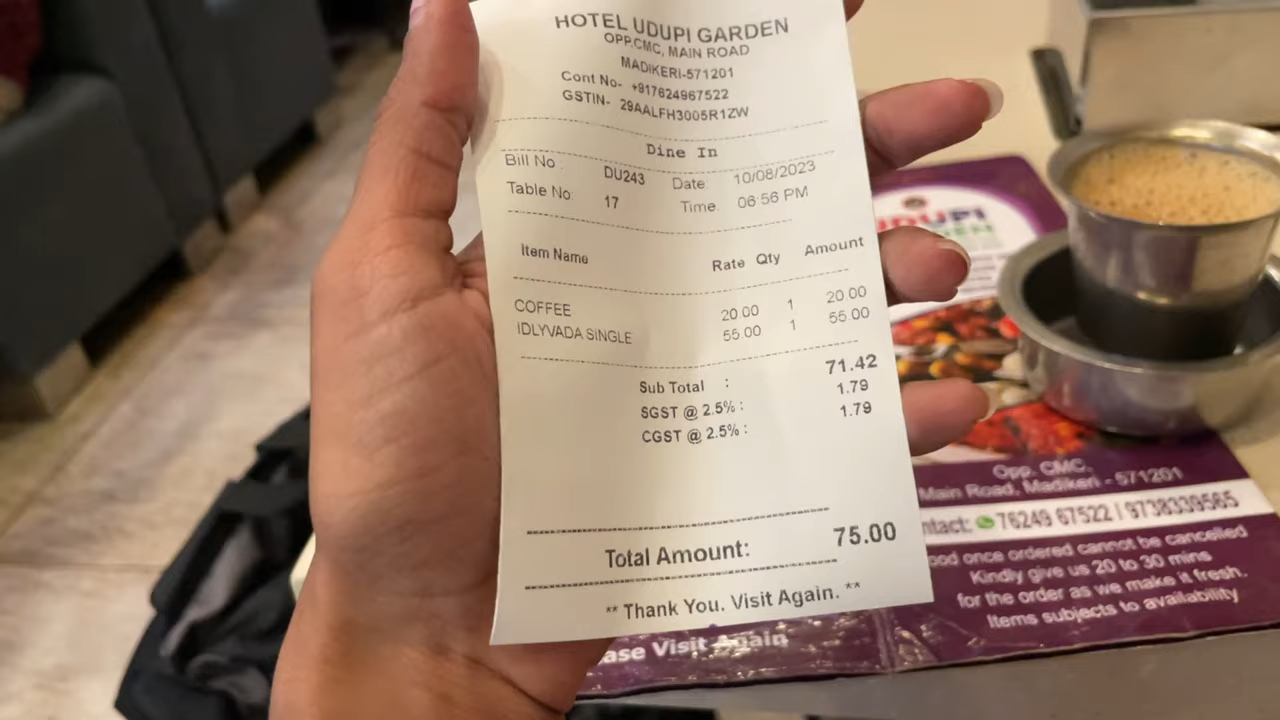 HOTEL UDUPI GARDEN
OPP.CMC, MAIN ROAD
MADIKERI-571201
Cont No- +917624967522
GSTIN- 29AALFH3005R1ZW
Dine In
Bill No: DU243 Date: 10/08/2023
Table No: 17 Time: 06:56 PM
Item Name Rate Qty Amount
COFFEE 20.00 1 20.00
IDLYVADA SINGLE 55.00 1 55.00
Sub Total : 71.42
SGST @ 2.5% : 1.79
CGST @ 2.5% : 1.79
Total Amount: 75.00
** Thank You. Visit Again. **
UDUPI
Opp. CMC,
Main Road, Madikeri - 571201
76249 67522 | 9738339565
once ordered cannot be cancelled
Kindly give us 20 to 30 mins
for the order as we make it fresh.
Items subjects to availability
Visit Again